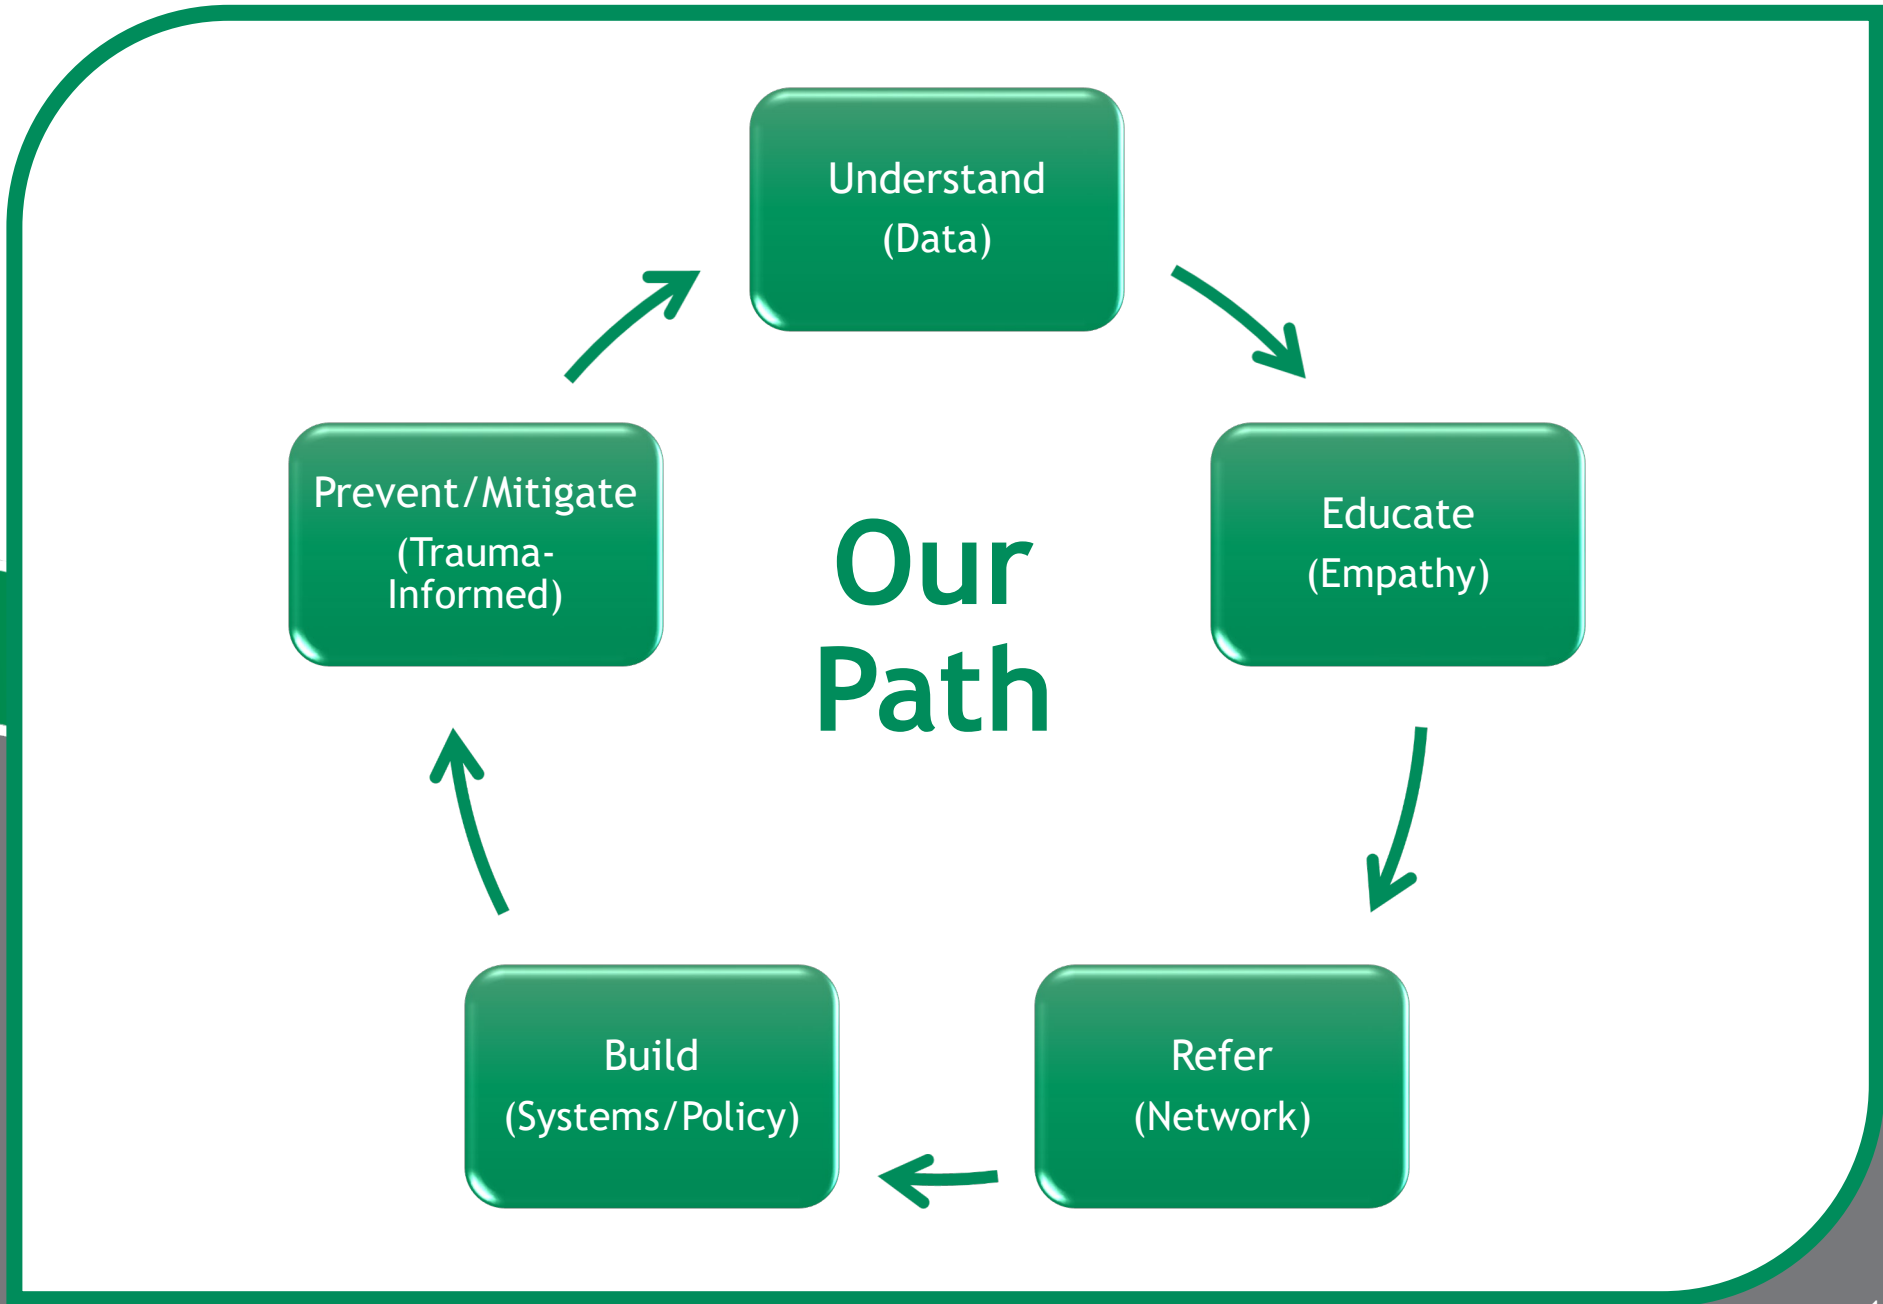 Understand
(Data)
Educate
(Empathy)
Refer
(Network)
Build
(Systems/Policy)
Prevent/Mitigate
(Trauma-
Informed)
Our
Path